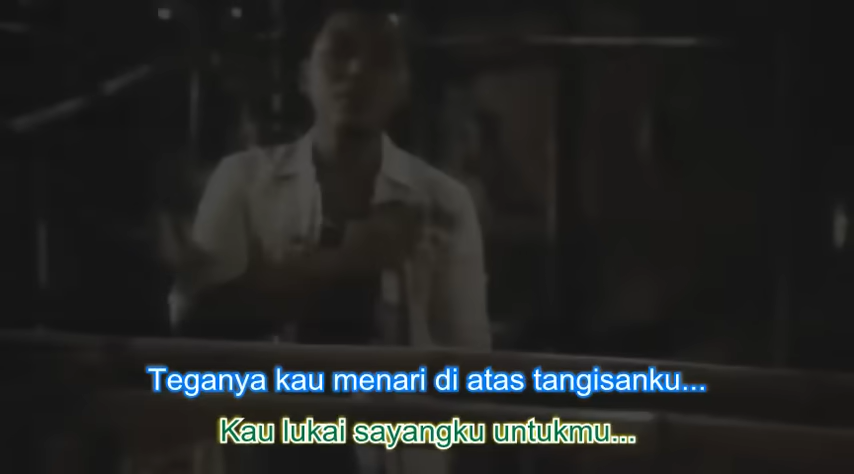 Teganya kau menari di atas tangisanku...
Kau lukai sayangku untukmu...